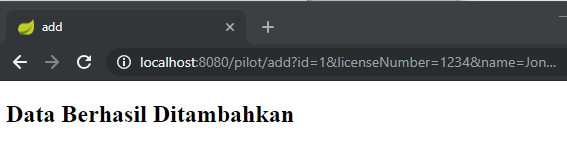 add
localhost:8080/pilot/add?id=1&licenseNumber=1234&name=Jon...
Data Berhasil Ditambahkan